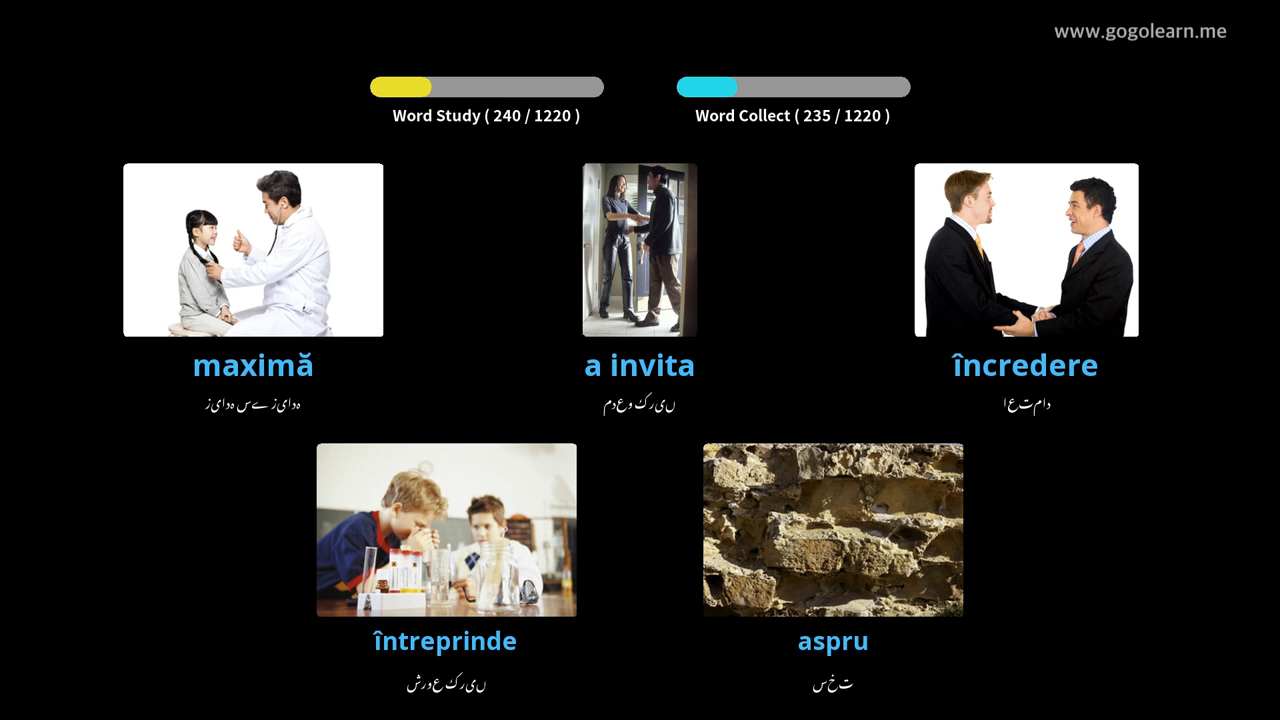 www.gogolearn.me
Word Study ( 240 / 1220 )
Word Collect ( 235 / 1220 )
maximă
زیادہ سے زیادہ
a invita
مدعو کریں
încredere
اعتماد
întreprinde
شروع کریں
aspru
سخت